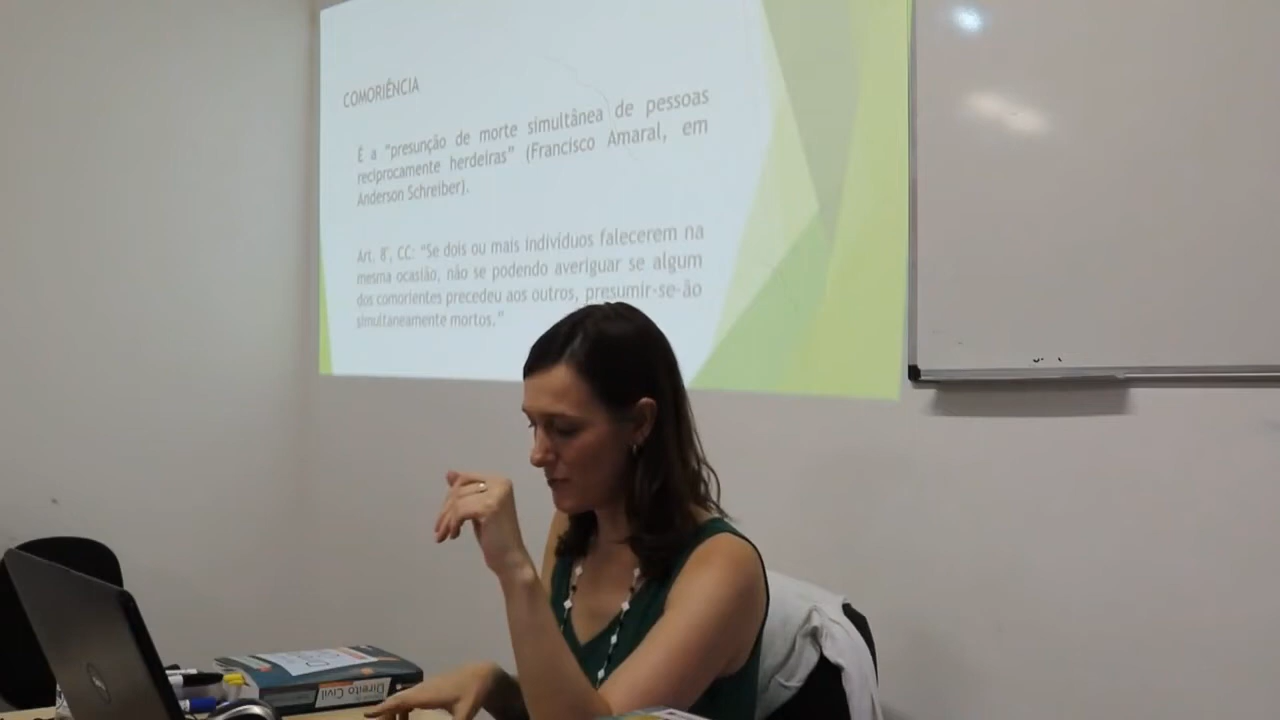 COMORIÊNCIA
É a “presunção de morte simultânea de pessoas
reciprocamente herdeiras” (Francisco Amaral, em
Anderson Schreiber).
Art. 8º, CC: “Se dois ou mais indivíduos falecerem na
mesma ocasião, não se podendo averiguar se algum
dos comorientes precedeu aos outros, presumir-se-ão
simultaneamente mortos.”
Direito Civil